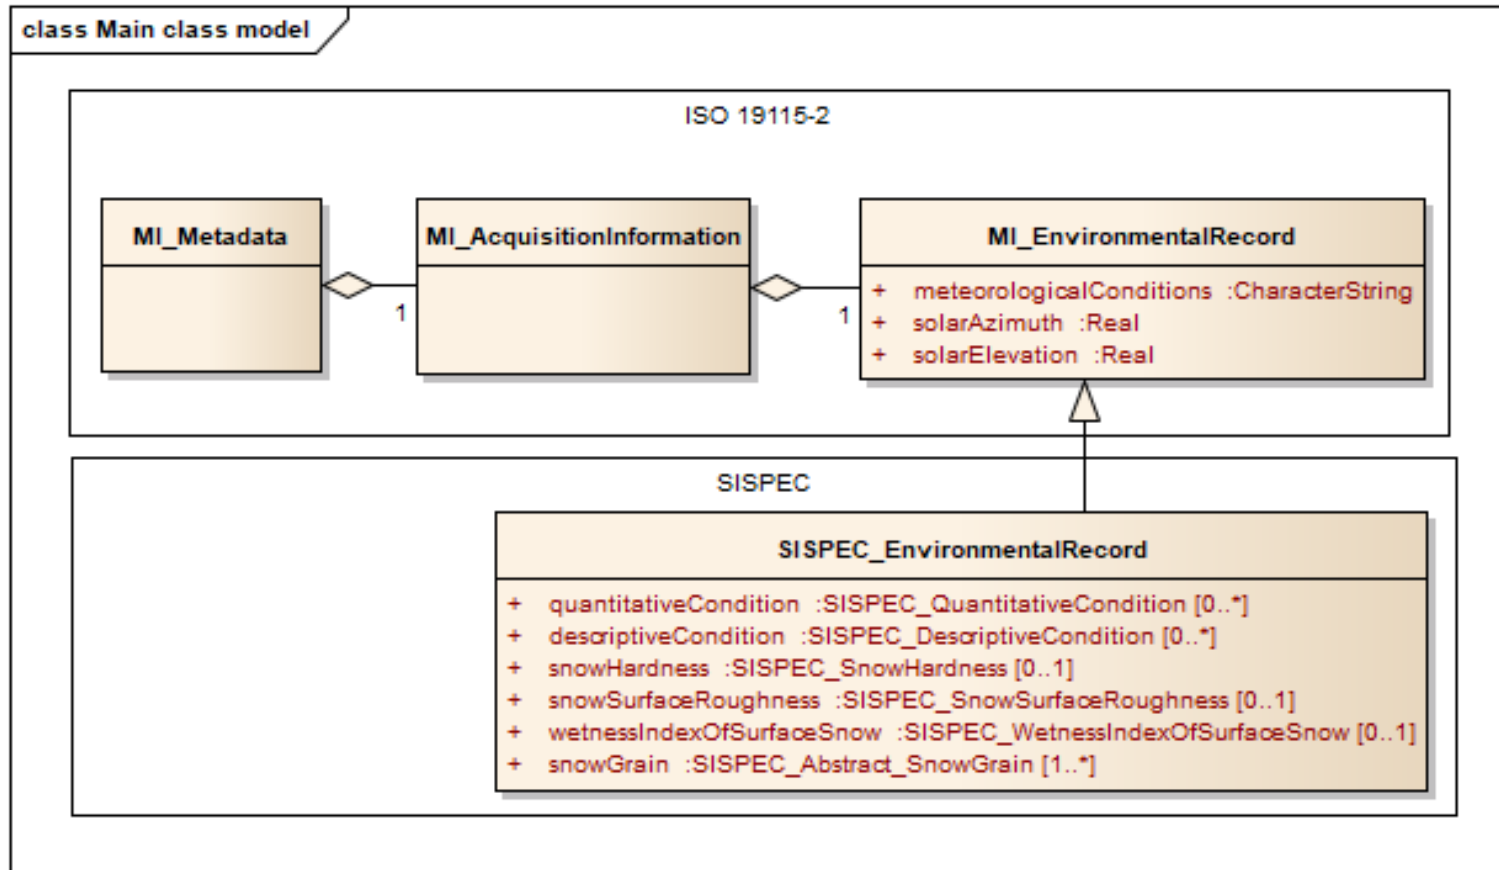 class Main class model
ISO 19115-2
MI_Metadata
MI_AcquisitionInformation
MI_EnvironmentalRecord
+ meteorologicalConditions :CharacterString
+ solarAzimuth :Real
+ solarElevation :Real
1
1
SISPEC
SISPEC_EnvironmentalRecord
+ quantitativeCondition :SISPEC_QuantitativeCondition [0..*]
+ descriptiveCondition :SISPEC_DescriptiveCondition [0..*]
+ snowHardness :SISPEC_SnowHardness [0..1]
+ snowSurfaceRoughness :SISPEC_SnowSurfaceRoughness [0..1]
+ wetnessIndexOfSurfaceSnow :SISPEC_WetnessIndexOfSurfaceSnow [0..1]
+ snowGrain :SISPEC_Abstract_SnowGrain [1..*]